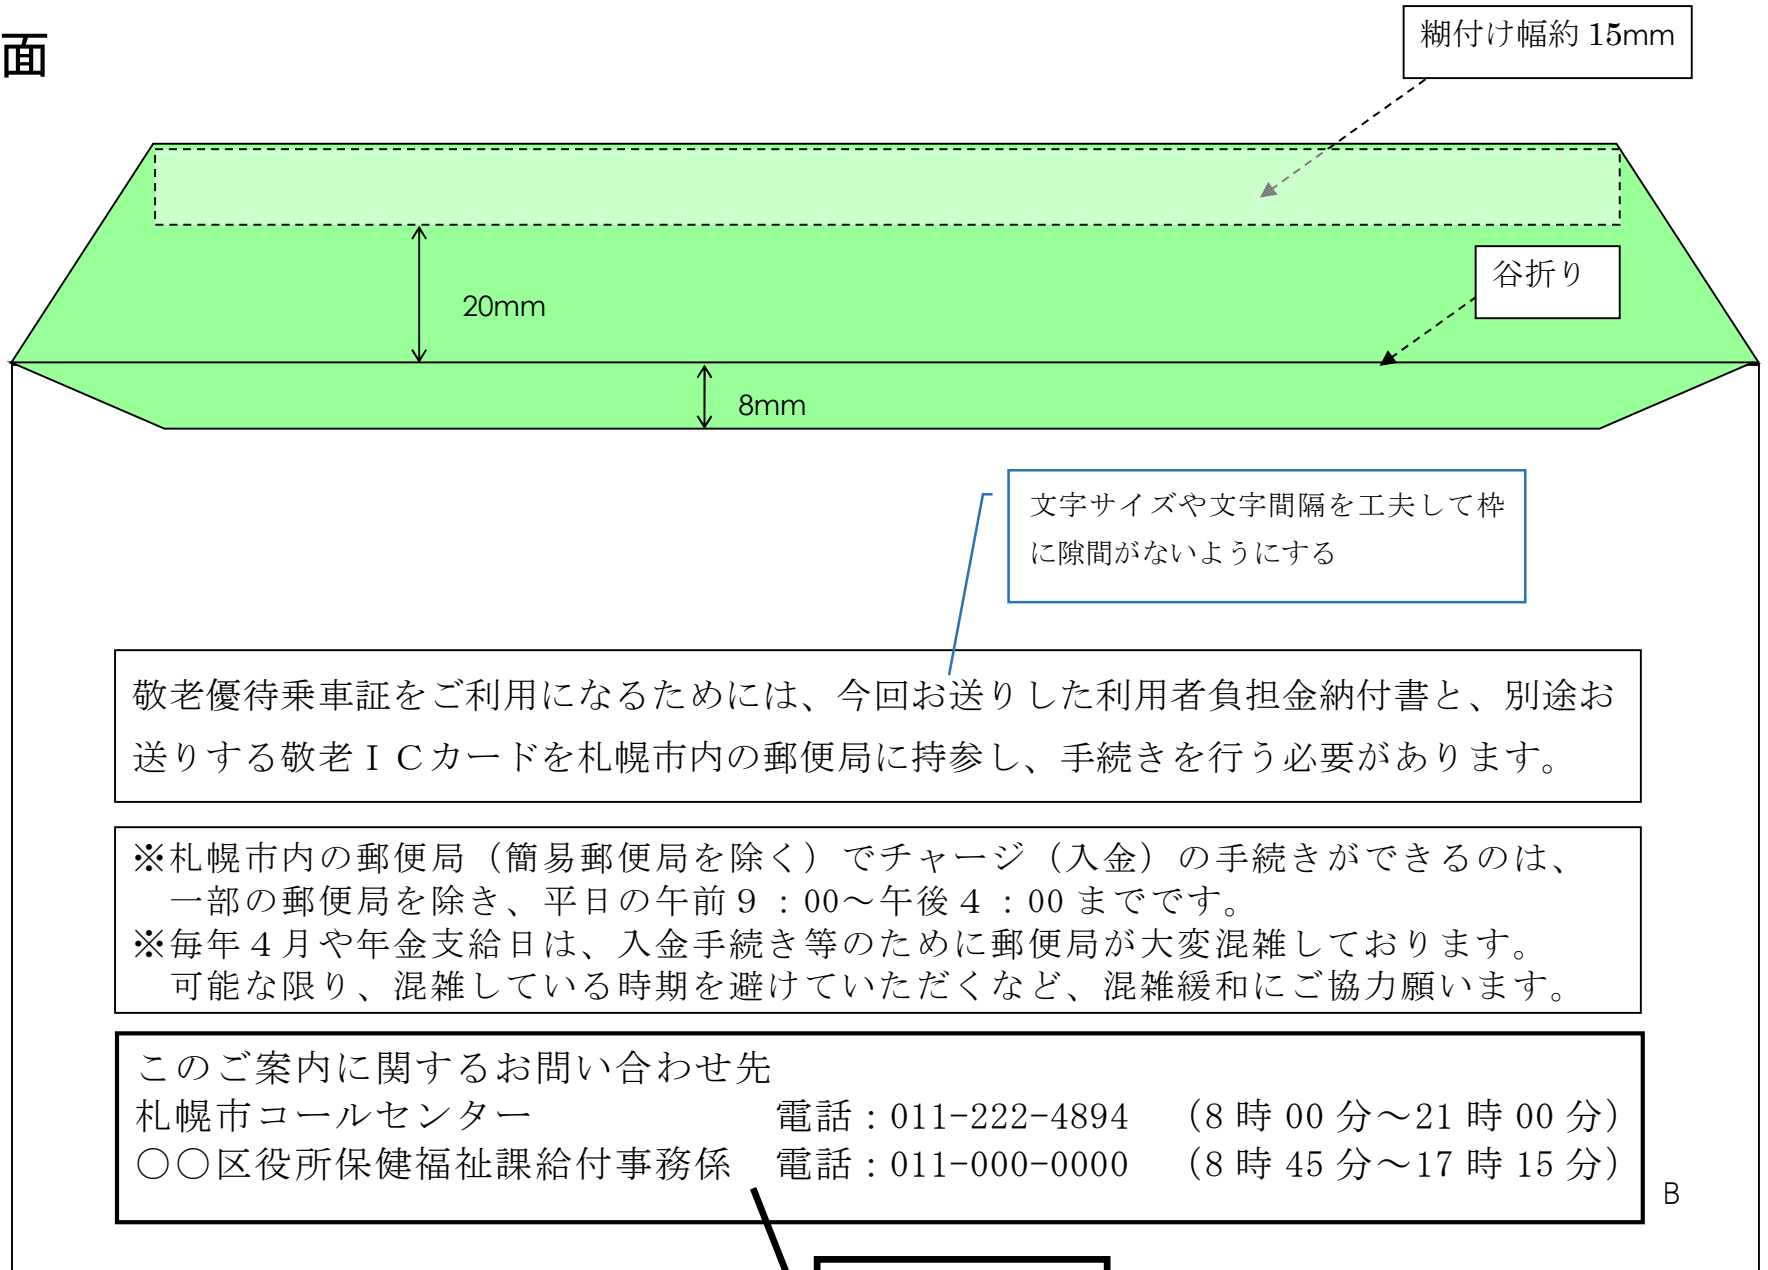 面
糊付け幅約 15mm
谷折り
20mm
8mm
文字サイズや文字間隔を工夫して枠
に隙間がないようにする
敬老優待乗車証をご利用になるためには、今回お送りした利用者負担金納付書と、別途お
送りする敬老ＩＣカードを札幌市内の郵便局に持参し、手続きを行う必要があります。
※札幌市内の郵便局（簡易郵便局を除く）でチャージ（入金）の手続きができるのは、
一部の郵便局を除き、平日の午前９：00～午後４：00 までです。
※毎年４月や年金支給日は、入金手続き等のために郵便局が大変混雑しております。
可能な限り、混雑している時期を避けていただくなど、混雑緩和にご協力願います。
このご案内に関するお問い合わせ先
札幌市コールセンター　電話：011-222-4894　（8 時 00 分～21 時 00 分）
○○区役所保健福祉課給付事務係　電話：011-000-0000　（8 時 45 分～17 時 15 分）
B